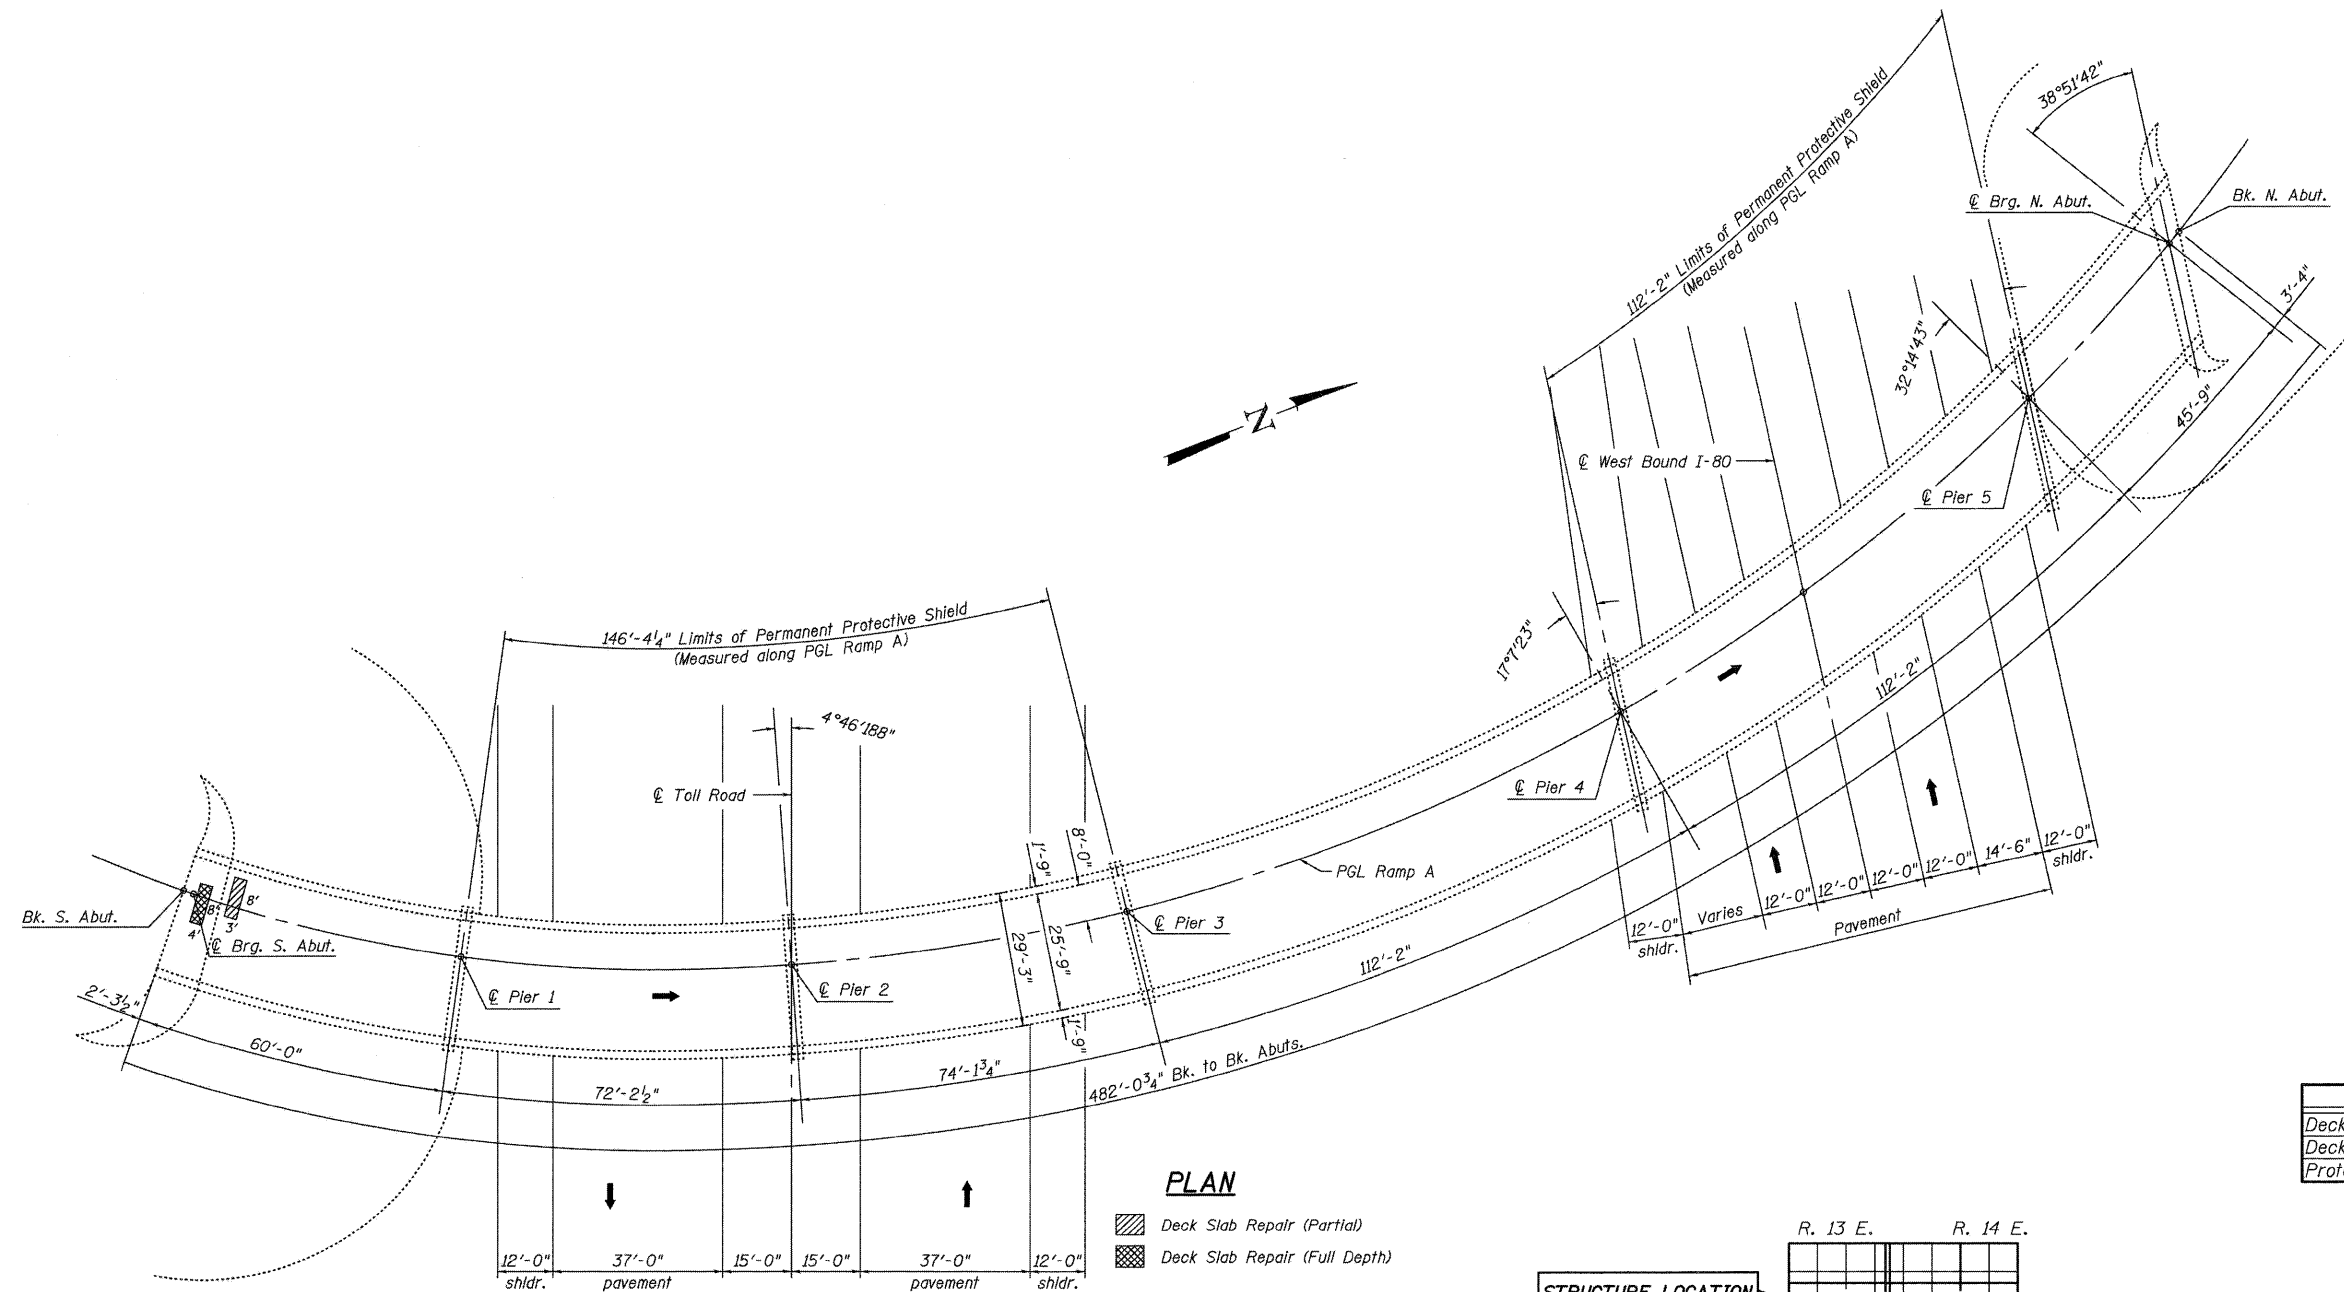 38°51'42"
℄ Brg. N. Abut.
Bk. N. Abut.
3'-4"
112'-2" Limits of Permanent Protective Shield
(Measured along PGL Ramp A)
32°14'43"
45'-9"
N
℄ West Bound I-80
℄ Pier 5
146'-4¼" Limits of Permanent Protective Shield
(Measured along PGL Ramp A)
17°7'23"
112'-2"
4°46'188"
℄ Toll Road
℄ Pier 4
8'-0"
1'-9"
PGL Ramp A
12'-0"
shldr.
14'-6"
12'-0"
12'-0"
12'-0"
12'-0"
Varies
12'-0"
shldr.
Pavement
Bk. S. Abut.
8'
8'
4'
3'
℄ Brg. S. Abut.
℄ Pier 3
29'-3"
25'-9"
1'-9"
℄ Pier 1
℄ Pier 2
112'-2"
2'-3½"
60'-0"
72'-2½"
74'-1¾"
482'-0¾" Bk. to Bk. Abuts.
PLAN
Deck Slab Repair (Partial)
Deck Slab Repair (Full Depth)
12'-0" 37'-0" 15'-0" 15'-0" 37'-0" 12'-0"
shldr. pavement pavement shldr.
Deck
Deck
Prot
R. 13 E. R. 14 E.
STRUCTURE LOCATION